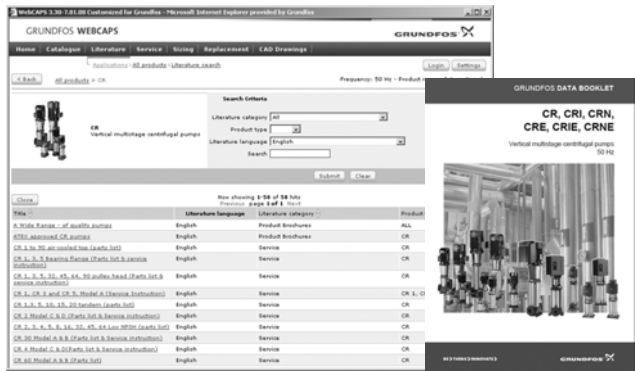 WebCAPS 3.30-7.01.08 Customized for Grundfos - Microsoft Internet Explorer provided by Grundfos
GRUNDFOS WEBCAPS
GRUNDFOS
Home Catalogue Literature Service Sizing Replacement CAD Drawings
Applications · All products · Literature search
Login Settings
< Back All products > CR
Frequency: 50 Hz - Product
CR
Vertical multistage centrifugal pumps
Search Criteria
Literature category All
Product type
Literature language English
Search
Submit Clear
Close
Now showing 1-58 of 58 hits
Previous page 1 of 1 Next
Title Literature language Literature category Product
A Wide Range - of quality pumps English Product Brochures ALL
ATEX approved CR pumps English Product Brochures CR
CR 1 to 90 air-cooled top (parts list) English Service CR
CR 1, 3, 5 Bearing flange (Parts list & service instruction) English Service CR
CR 1, 3, 5, 32, 45, 64, 90 pulley head (Parts list & service instruction) English Service CR
CR 1, CR 3 and CR 5, Model A (Service Instruction) English Service CR 1, C
CR 1,3, 5, 10, 15, 20 tandem (parts list) English Service CR
CR 2 Model C & D (Parts list & Service instruction) English Service CR
CR 2, 3, 4, 5, 8, 16, 32, 45, 64 Low NPSH (parts list) English Service CR
CR 30 Model A & B (Parts list & Service instruction) English Service CR
CR 4 Model C & D(Parts list & Service instruction) English Service CR
CR 60 Model A & B (Parts list) English Service CR
GRUNDFOS DATA BOOKLET
CR, CRI, CRN,
CRE, CRIE, CRNE
Vertical multistage centrifugal pumps
50 Hz
BE>THINK>INNOVATE>
GRUNDFOS